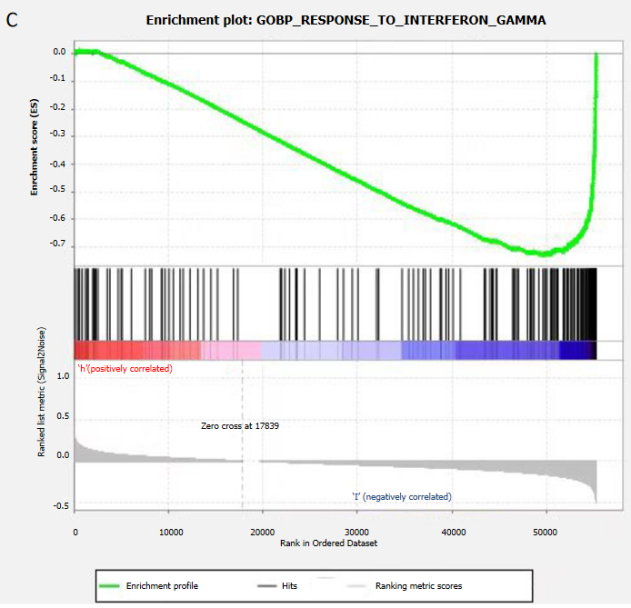 C
Enrichment plot: GOBP_RESPONSE_TO_INTERFERON_GAMMA
Enrchment score (ES)
0.0
-0.1
-0.2
-0.3
-0.4
-0.5
-0.6
-0.7
Ranked list metric (Signal2Noise)
'h'(positively correlated)
1.0
0.5
Zero cross at 17839
0.0
'I' (negatively correlated)
-0.5
0 10000 20000 30000 40000 50000
Rank in Ordered Dataset
Enrichment profile Hits Ranking metric scores